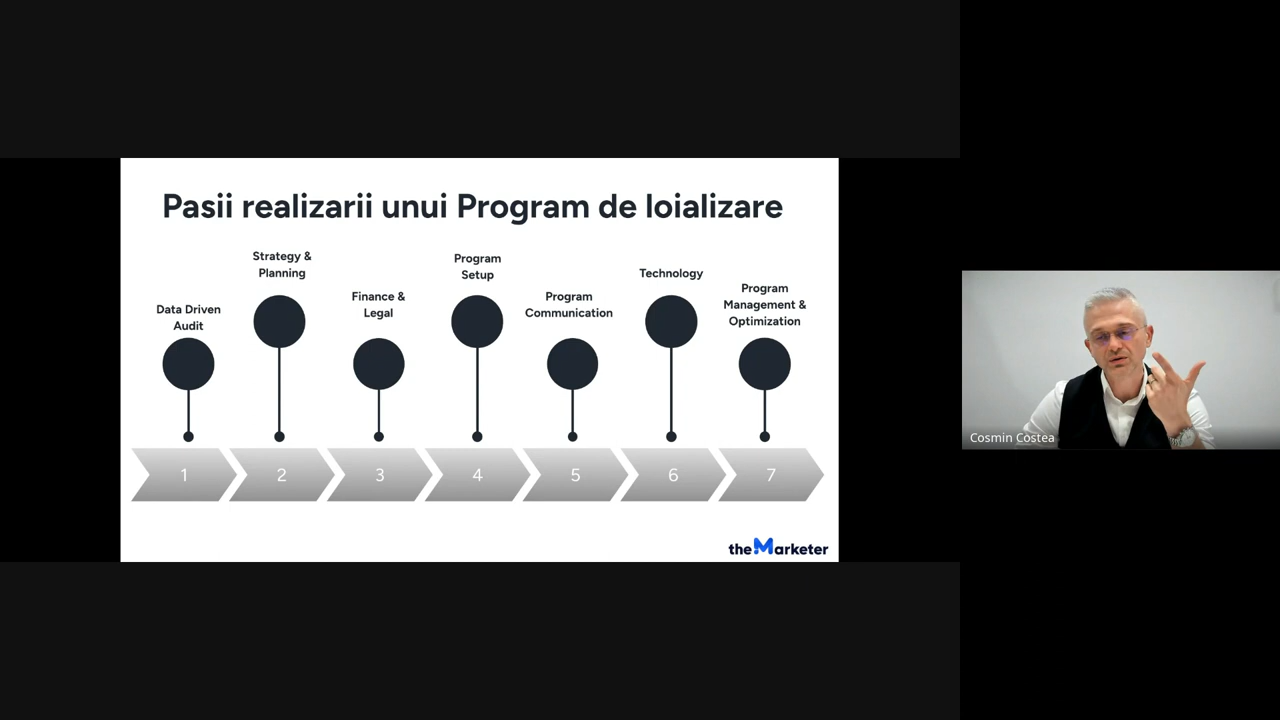 Pasii realizarii unui Program de loializare
Data Driven
Audit
Strategy &
Planning
Finance &
Legal
Program
Setup
Program
Communication
Technology
Program
Management &
Optimization
1
2
3
4
5
6
7
theMarketer
Cosmin Costea